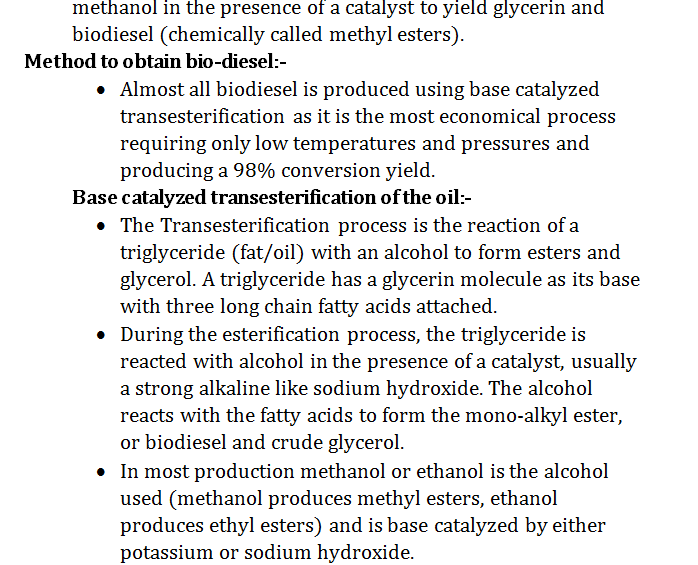 methanol in the presence of a catalyst to yield glycerin and
biodiesel (chemically called methyl esters).
Method to obtain bio-diesel:-
• Almost all biodiesel is produced using base catalyzed
transesterification as it is the most economical process
requiring only low temperatures and pressures and
producing a 98% conversion yield.
Base catalyzed transesterification of the oil:-
• The Transesterification process is the reaction of a
triglyceride (fat/oil) with an alcohol to form esters and
glycerol. A triglyceride has a glycerin molecule as its base
with three long chain fatty acids attached.
• During the esterification process, the triglyceride is
reacted with alcohol in the presence of a catalyst, usually
a strong alkaline like sodium hydroxide. The alcohol
reacts with the fatty acids to form the mono-alkyl ester,
or biodiesel and crude glycerol.
• In most production methanol or ethanol is the alcohol
used (methanol produces methyl esters, ethanol
produces ethyl esters) and is base catalyzed by either
potassium or sodium hydroxide.